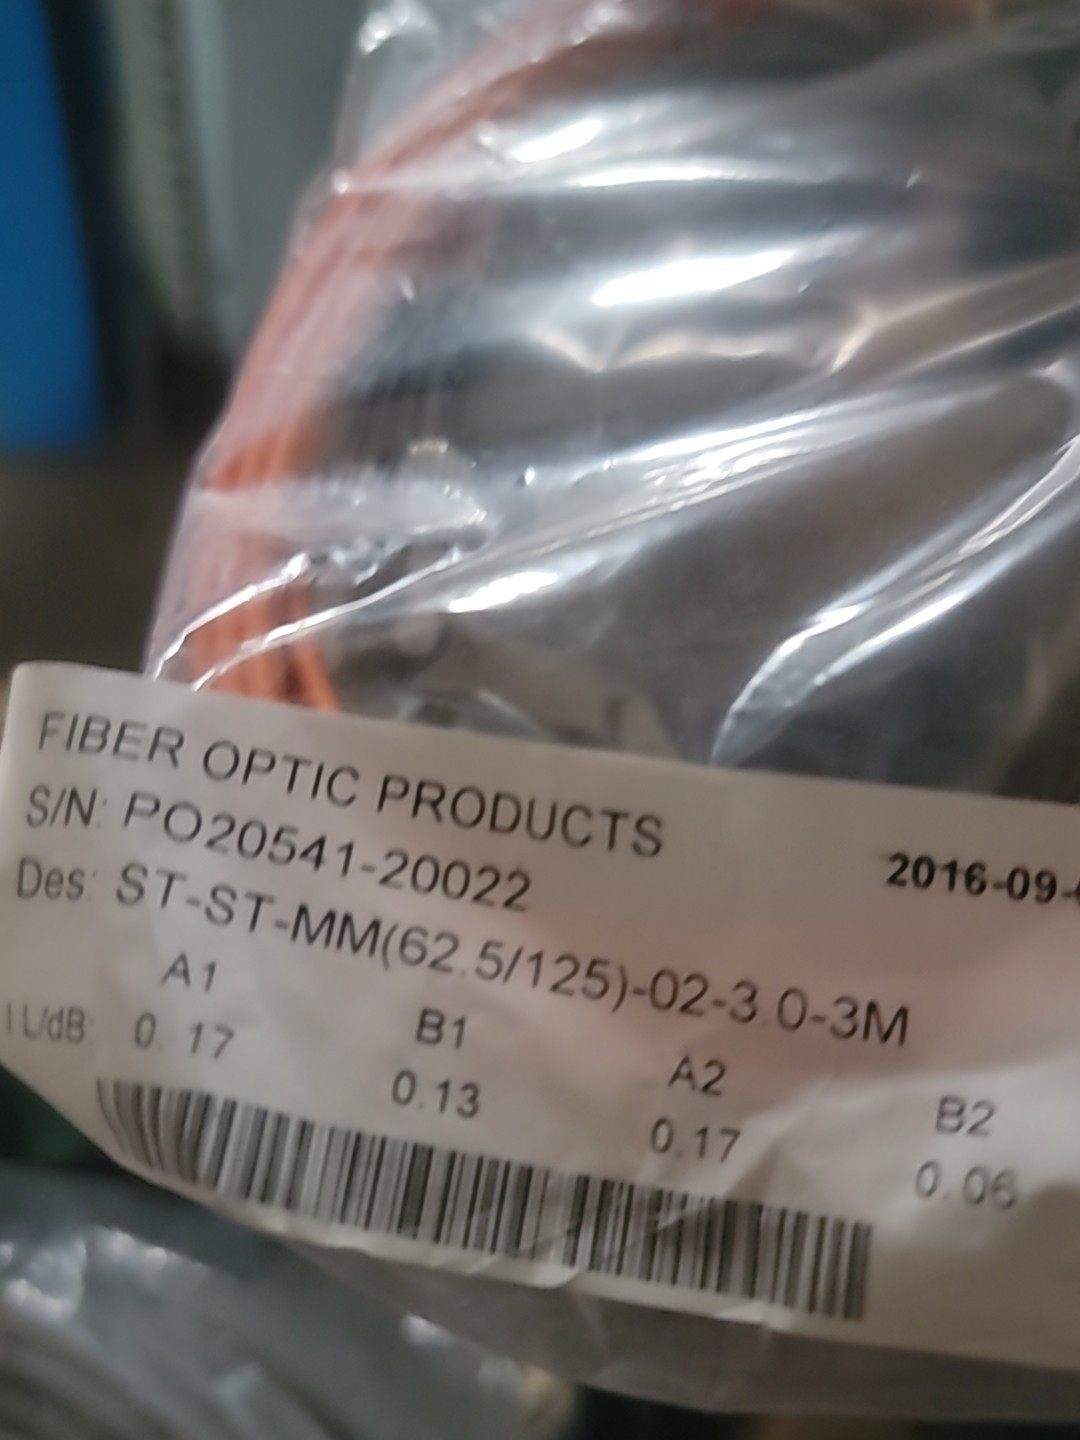 FIBER OPTIC PRODUCTS
2016-09-
S/N: PO20541-20022
Des: ST-ST-MM(62.5/125)-02-3.0-3M
A1 B1 A2 B2
IL/dB: 0.17 0.13 0.17 0.06